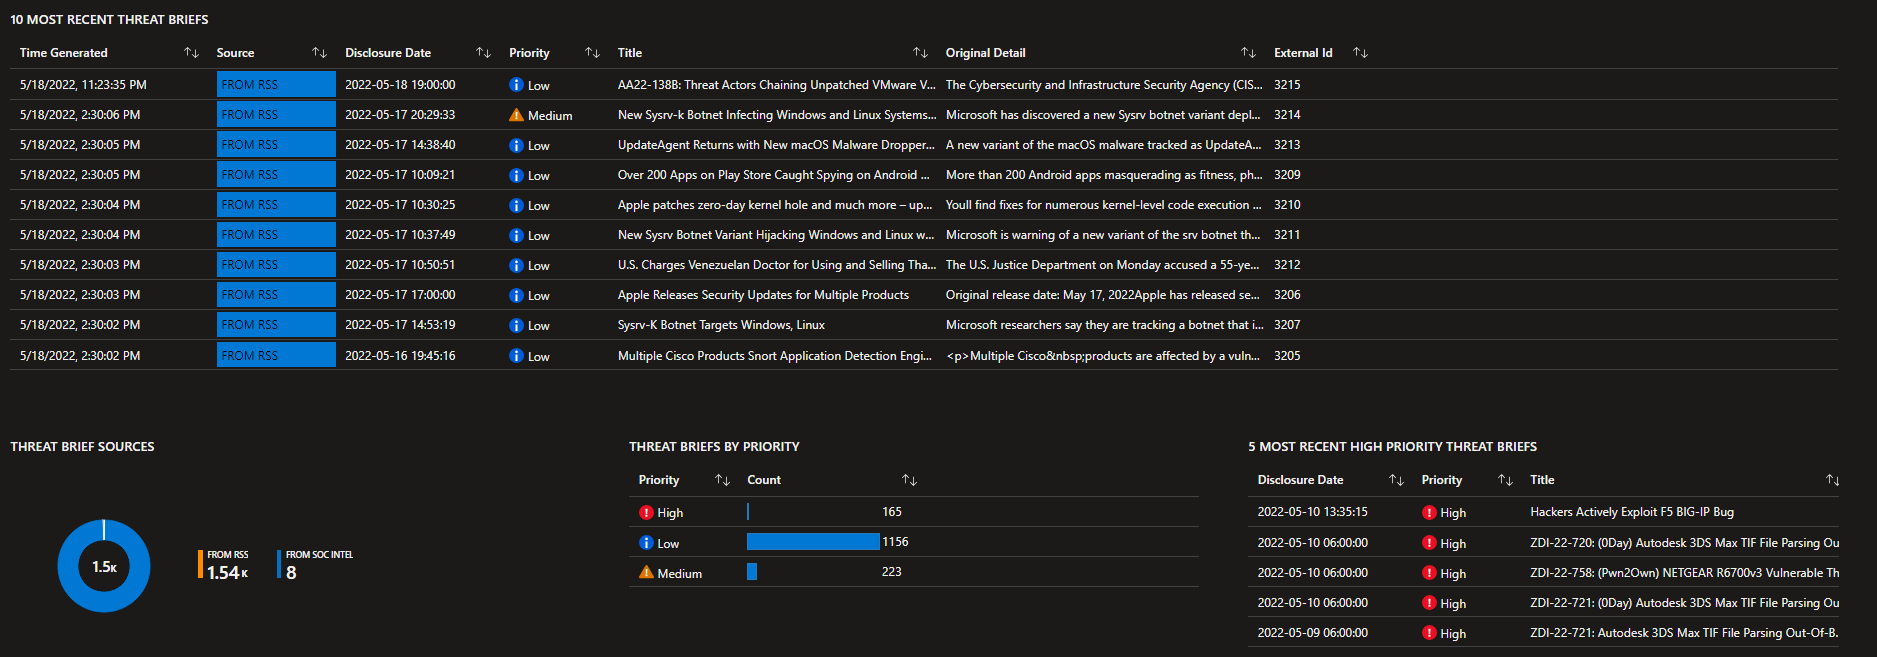 10 MOST RECENT THREAT BRIEFS
Time Generated Source Disclosure Date Priority Title Original Detail External Id
5/18/2022, 11:23:35 PM FROM RSS 2022-05-18 19:00:00 Low AA22-138B: Threat Actors Chaining Unpatched VMware V... The Cybersecurity and Infrastructure Security Agency (CIS... 3215
5/18/2022, 2:30:06 PM FROM RSS 2022-05-17 20:29:33 Medium New Sysrv-k Botnet Infecting Windows and Linux Systems... Microsoft has discovered a new Sysrv botnet variant depl... 3214
5/18/2022, 2:30:05 PM FROM RSS 2022-05-17 14:38:40 Low UpdateAgent Returns with New macOS Malware Dropper... A new variant of the macOS malware tracked as UpdateA... 3213
5/18/2022, 2:30:05 PM FROM RSS 2022-05-17 10:09:21 Low Over 200 Apps on Play Store Caught Spying on Android ... More than 200 Android apps masquerading as fitness, ph... 3209
5/18/2022, 2:30:04 PM FROM RSS 2022-05-17 10:30:25 Low Apple patches zero-day kernel hole and much more – up... Youll find fixes for numerous kernel-level code execution ... 3210
5/18/2022, 2:30:04 PM FROM RSS 2022-05-17 10:37:49 Low New Sysrv Botnet Variant Hijacking Windows and Linux w... Microsoft is warning of a new variant of the srv botnet th... 3211
5/18/2022, 2:30:03 PM FROM RSS 2022-05-17 10:50:51 Low U.S. Charges Venezuelan Doctor for Using and Selling Tha... The U.S. Justice Department on Monday accused a 55-ye... 3212
5/18/2022, 2:30:03 PM FROM RSS 2022-05-17 17:00:00 Low Apple Releases Security Updates for Multiple Products Original release date: May 17, 2022Apple has released se... 3206
5/18/2022, 2:30:02 PM FROM RSS 2022-05-17 14:53:19 Low Sysrv-K Botnet Targets Windows, Linux Microsoft researchers say they are tracking a botnet that i... 3207
5/18/2022, 2:30:02 PM FROM RSS 2022-05-16 19:45:16 Low Multiple Cisco Products Snort Application Detection Engi... <p>Multiple Cisco&nbsp;products are affected by a vuln... 3205
THREAT BRIEF SOURCES
1.5K
FROM RSS
1.54K
FROM SOC INTEL
8
THREAT BRIEFS BY PRIORITY
Priority Count
High 165
Low 1156
Medium 223
5 MOST RECENT HIGH PRIORITY THREAT BRIEFS
Disclosure Date Priority Title
2022-05-10 13:35:15 High Hackers Actively Exploit F5 BIG-IP Bug
2022-05-10 06:00:00 High ZDI-22-720: (0Day) Autodesk 3DS Max TIF File Parsing Ou
2022-05-10 06:00:00 High ZDI-22-758: (Pwn2Own) NETGEAR R6700v3 Vulnerable Th
2022-05-10 06:00:00 High ZDI-22-721: (0Day) Autodesk 3DS Max TIF File Parsing Ou
2022-05-09 06:00:00 High ZDI-22-721: Autodesk 3DS Max TIF File Parsing Out-Of-B.